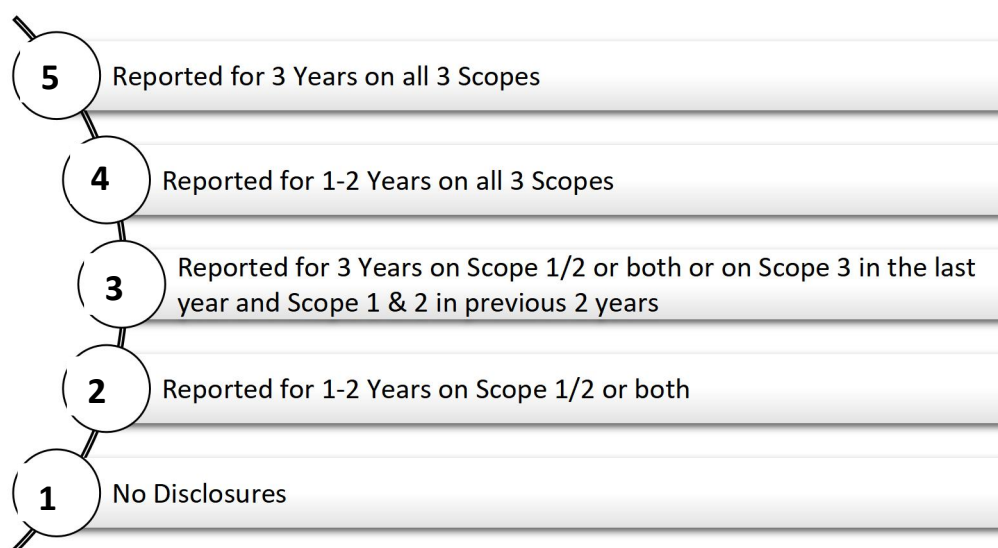 5
Reported for 3 Years on all 3 Scopes
4
Reported for 1-2 Years on all 3 Scopes
3
Reported for 3 Years on Scope 1/2 or both or on Scope 3 in the last
year and Scope 1 & 2 in previous 2 years
2
Reported for 1-2 Years on Scope 1/2 or both
1
No Disclosures